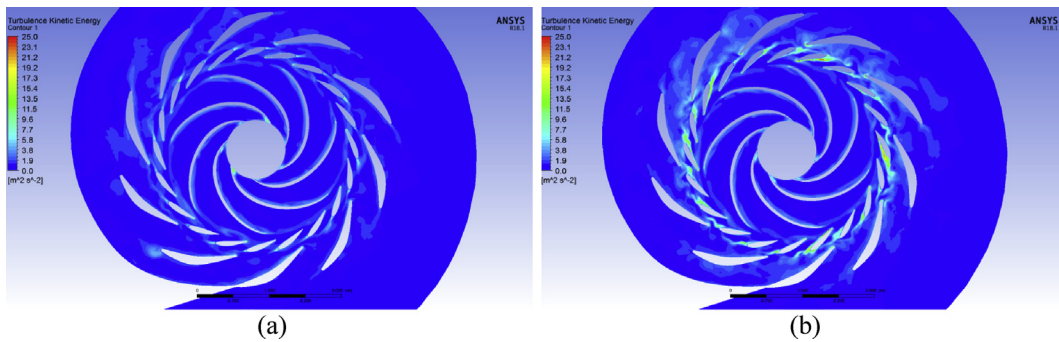 Turbulence Kinetic Energy
Contour 1
25.0
23.1
21.2
19.2
17.3
15.4
13.5
11.5
9.6
7.7
5.8
3.8
1.9
0.0
[m^2 s^-2]
ANSYS
R18.1
0
(a)
Turbulence Kinetic Energy
Contour 1
25.0
23.1
21.2
19.2
17.3
15.4
13.5
11.5
9.6
7.7
5.8
3.8
1.9
0.0
[m^2 s^-2]
ANSYS
R18.1
0
(b)